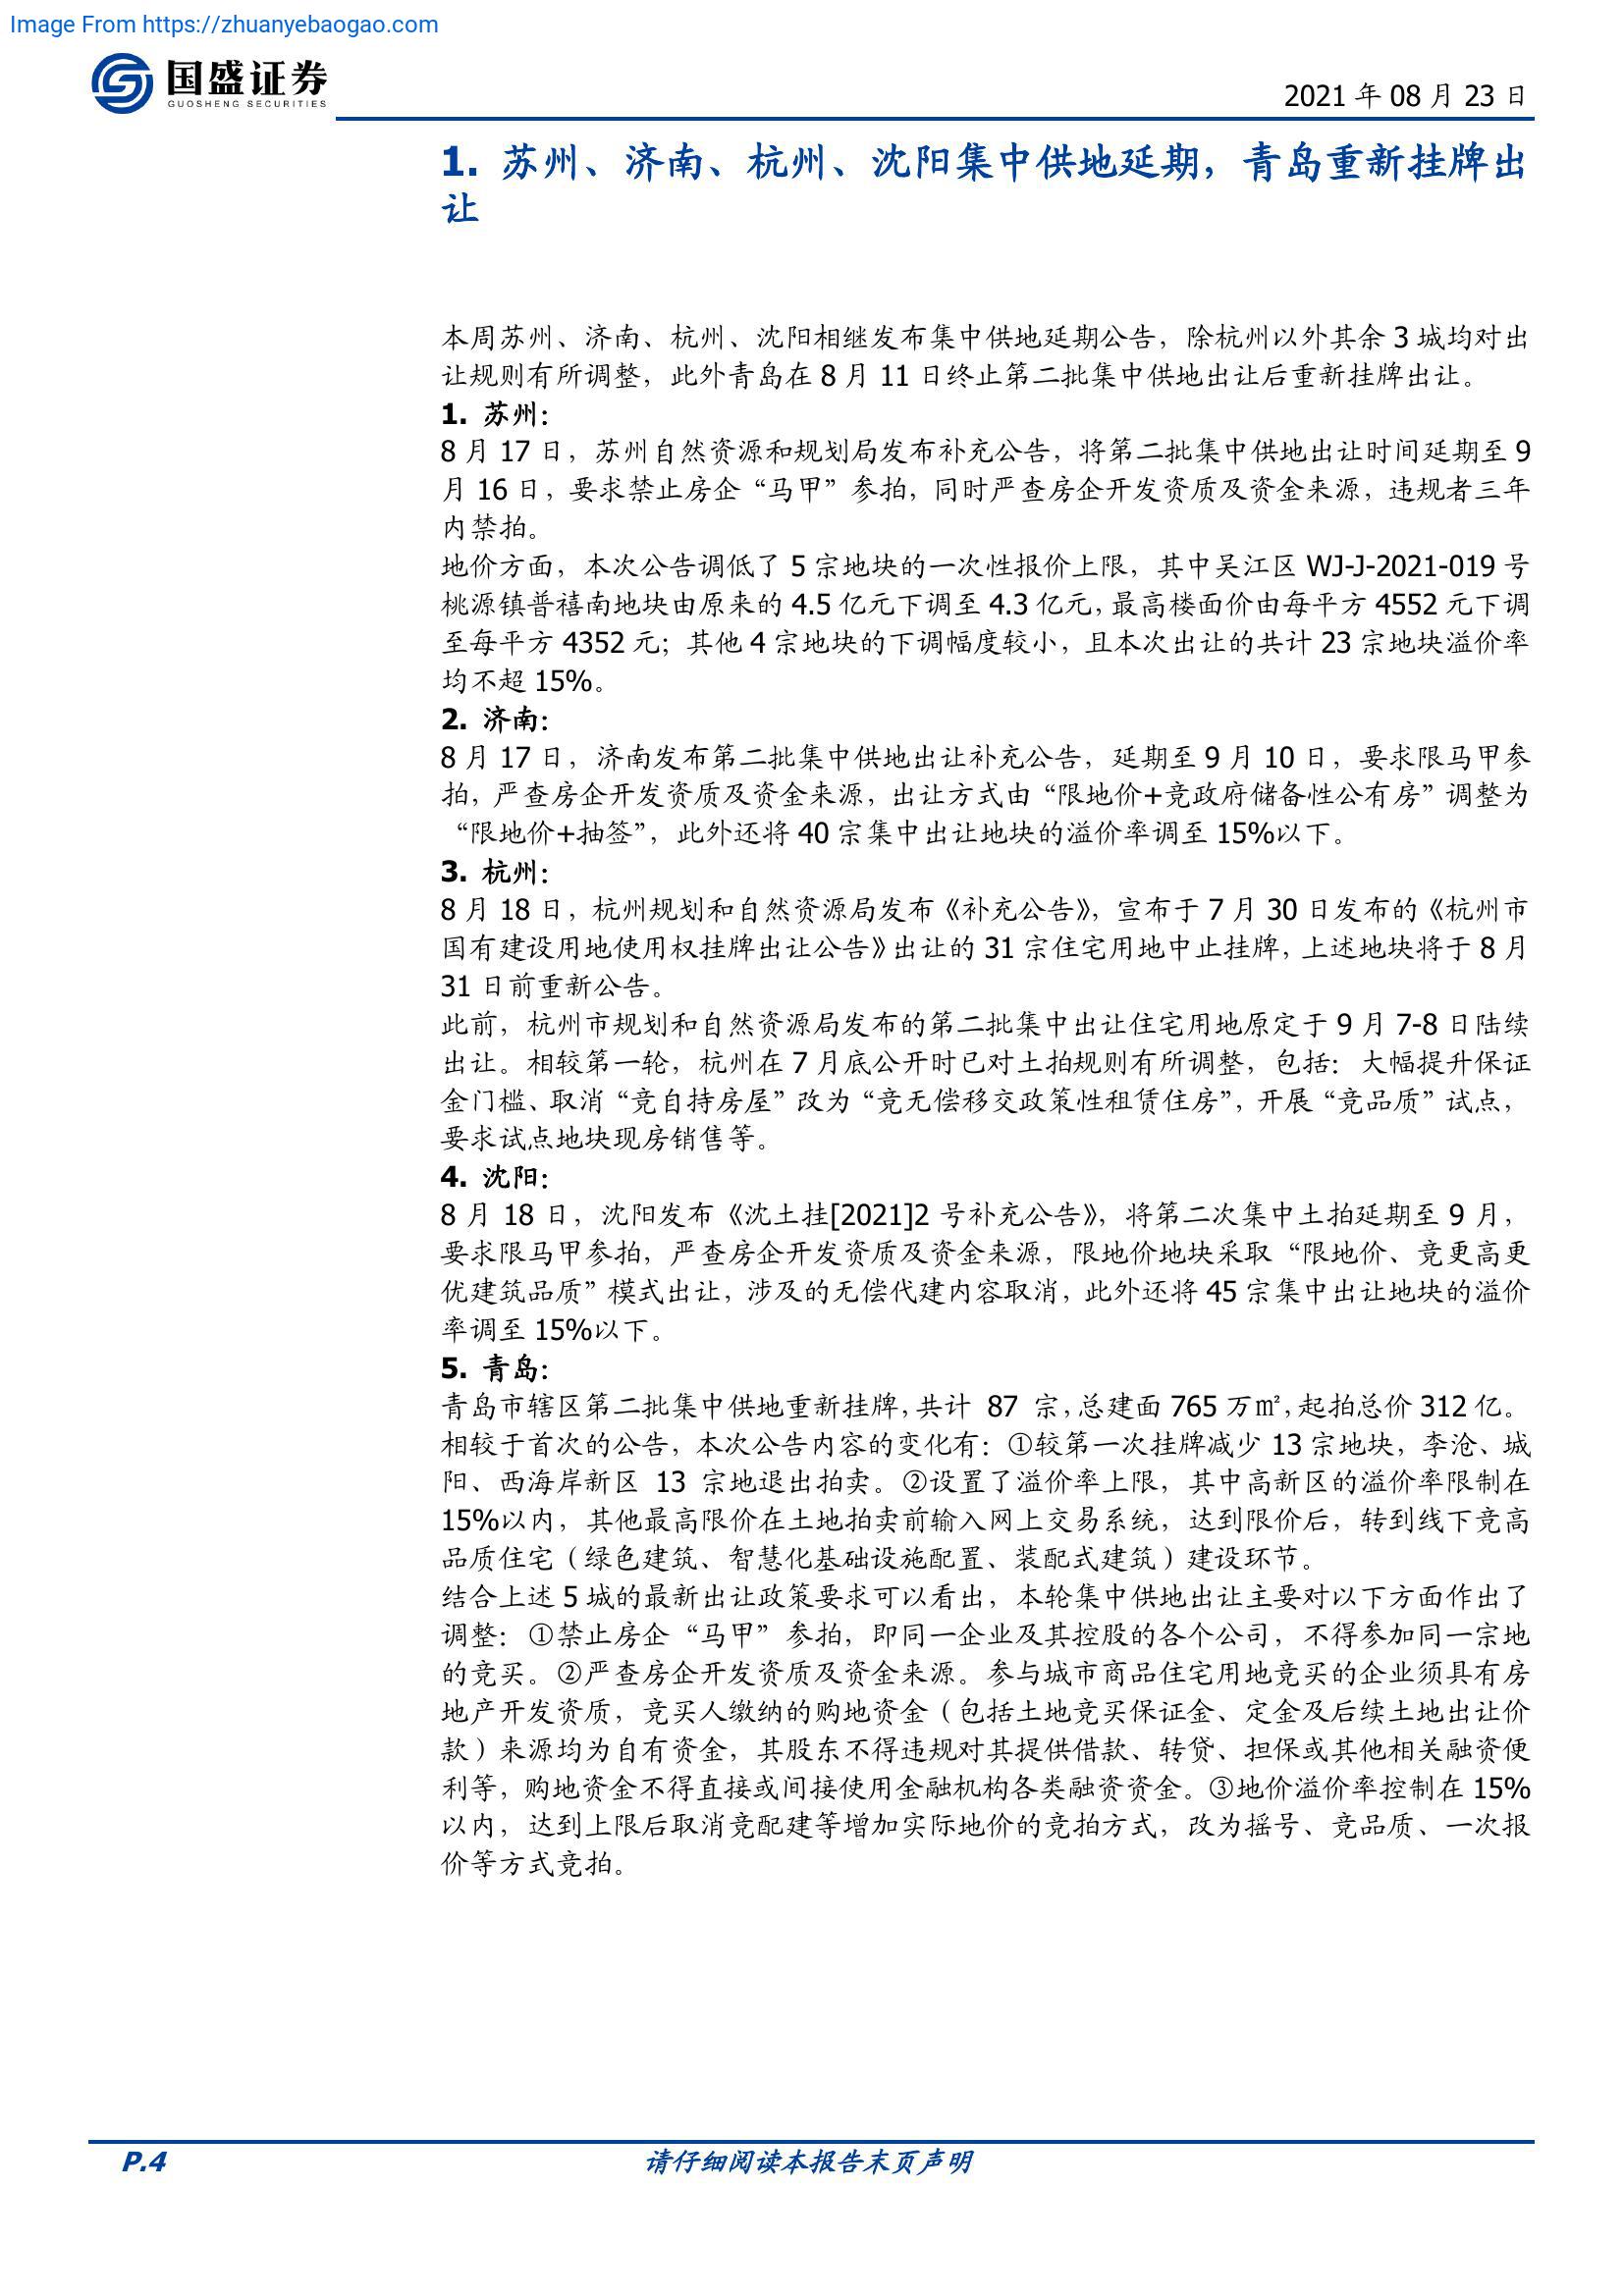 Image From https://zhuanyebaogao.com
国盛证券
GUOSHENG SECURITIES
2021 年 08 月 23 日
1. 苏州、济南、杭州、沈阳集中供地延期，青岛重新挂牌出
让
本周苏州、济南、杭州、沈阳相继发布集中供地延期公告，除杭州以外其余 3 城均对出
让规则有所调整，此外青岛在 8 月 11 日终止第二批集中供地出让后重新挂牌出让。
1. 苏州：
8 月 17 日，苏州自然资源和规划局发布补充公告，将第二批集中供地出让时间延期至 9
月 16 日，要求禁止房企“马甲”参拍，同时严查房企开发资质及资金来源，违规者三年
内禁拍。
地价方面，本次公告调低了 5 宗地块的一次性报价上限，其中吴江区 WJ-J-2021-019 号
桃源镇普禧南地块由原来的 4.5 亿元下调至 4.3 亿元，最高楼面价由每平方 4552 元下调
至每平方 4352 元；其他 4 宗地块的下调幅度较小，且本次出让的共计 23 宗地块溢价率
均不超 15%。
2. 济南：
8 月 17 日，济南发布第二批集中供地出让补充公告，延期至 9 月 10 日，要求限马甲参
拍，严查房企开发资质及资金来源，出让方式由“限地价+竞政府储备性公有房”调整为
“限地价+抽签”，此外还将 40 宗集中出让地块的溢价率调至 15%以下。
3. 杭州：
8 月 18 日，杭州规划和自然资源局发布《补充公告》，宣布于 7 月 30 日发布的《杭州市
国有建设用地使用权挂牌出让公告》出让的 31 宗住宅用地中止挂牌，上述地块将于 8 月
31 日前重新公告。
此前，杭州市规划和自然资源局发布的第二批集中出让住宅用地原定于 9 月 7-8 日陆续
出让。相较第一轮，杭州在 7 月底公开时已对土拍规则有所调整，包括：大幅提升保证
金门槛、取消“竞自持房屋”改为“竞无偿移交政策性租赁住房”，开展“竞品质”试点，
要求试点地块现房销售等。
4. 沈阳：
8 月 18 日，沈阳发布《沈土挂[2021]2 号补充公告》，将第二次集中土拍延期至 9 月，
要求限马甲参拍，严查房企开发资质及资金来源，限地价地块采取“限地价、竞更高更
优建筑品质”模式出让，涉及的无偿代建内容取消，此外还将 45 宗集中出让地块的溢价
率调至 15%以下。
5. 青岛：
青岛市辖区第二批集中供地重新挂牌，共计 87 宗，总建面 765 万㎡，起拍总价 312 亿。
相较于首次的公告，本次公告内容的变化有：①较第一次挂牌减少 13 宗地块，李沧、城
阳、西海岸新区 13 宗地退出拍卖。②设置了溢价率上限，其中高新区的溢价率限制在
15%以内，其他最高限价在土地拍卖前输入网上交易系统，达到限价后，转到线下竞高
品质住宅（绿色建筑、智慧化基础设施配置、装配式建筑）建设环节。
结合上述 5 城的最新出让政策要求可以看出，本轮集中供地出让主要对以下方面作出了
调整：①禁止房企“马甲”参拍，即同一企业及其控股的各个公司，不得参加同一宗地
的竞买。②严查房企开发资质及资金来源。参与城市商品住宅用地竞买的企业须具有房
地产开发资质，竞买人缴纳的购地资金（包括土地竞买保证金、定金及后续土地出让价
款）来源均为自有资金，其股东不得违规对其提供借款、转贷、担保或其他相关融资便
利等，购地资金不得直接或间接使用金融机构各类融资资金。③地价溢价率控制在 15%
以内，达到上限后取消竞配建等增加实际地价的竞拍方式，改为摇号、竞品质、一次报
价等方式竞拍。
P.4
请仔细阅读本报告末页声明